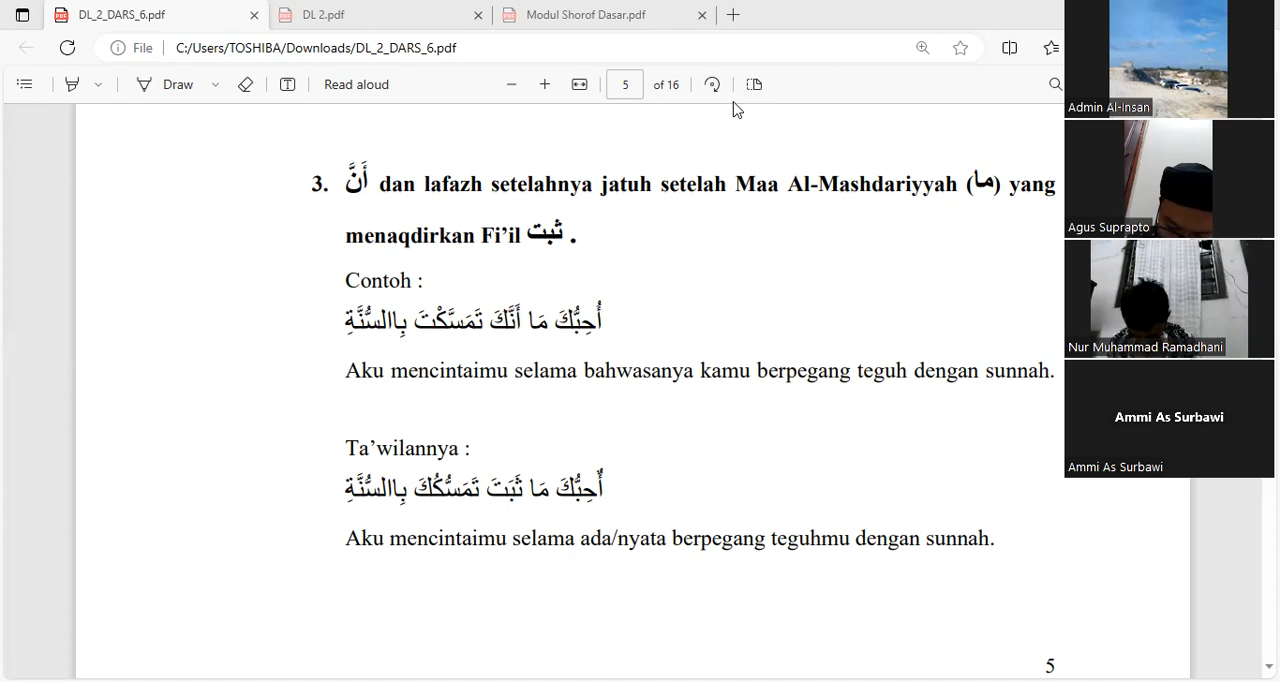 DL_2_DARS_6.pdf
DL 2.pdf
Modul Shorof Dasar.pdf
File
C:/Users/TOSHIBA/Downloads/DL_2_DARS_6.pdf
Draw
Read aloud
5
of 16
3. أَنَّ dan lafazh setelahnya jatuh setelah Maa Al-Mashdariyyah (ما) yang
menaqdirkan Fi’il ثبت .
Contoh :
أُحِبُّكَ مَا أَنَّكَ تَمَسَّكْتَ بِاالسُّنَّةِ
Aku mencintaimu selama bahwasanya kamu berpegang teguh dengan sunnah.
Ta’wilannya :
أُحِبُّكَ مَا ثَبَتَ تَمَسُّكُكَ بِاالسُّنَّةِ
Aku mencintaimu selama ada/nyata berpegang teguhmu dengan sunnah.
5
Admin Al-Insan
Agus Suprapto
Nur Muhammad Ramadhani
Ammi As Surbawi
Ammi As Surbawi